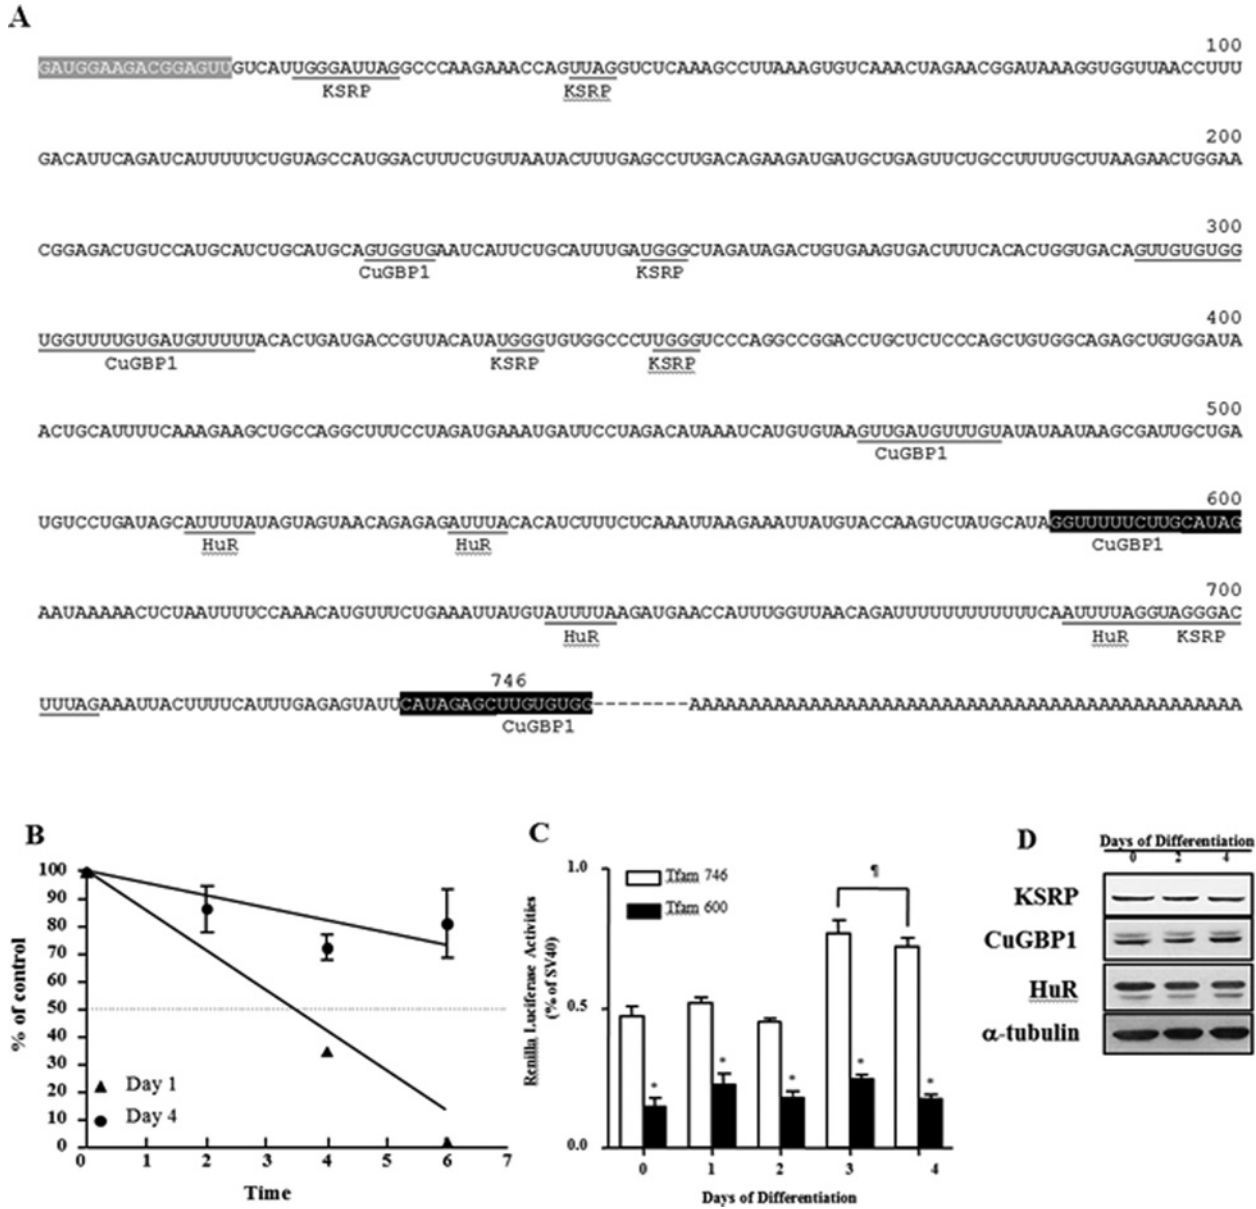 A
100
GAUGGAAGACGGAGUUGUCAUUGGGAUUAGGCCCAAGAAACCAGUUAGGUCUCAAAGCCUUAAAGUGUCAAACUAGAACGGAUAAAGGUGGUUAACCUUU
KSRP KSRP
200
GACAUUCAGAUCAUUUUUCUGUAGCCAUGGACUUUCUGUUAAUACUUUGAGCCUUGACAGAAGAUGAUGCUGAGUUCUGCCUUUUGCUUAAGAACUGGAA
300
CGGAGACUGUCCAUGCAUCUGCAUGCAGUGGUGAAUCAUUCUGCAUUUGAUGGGCUAGAUAGACUGUGAAGUGACUUUCACACUGGUGACAGUUGUGUGG
CuGBP1 KSRP
400
UGGUUUUGUGAUGUUUUUACACUGAUGACCGUUACAUAUGGGUGUGGCCCUUGGGUCCCAGGCCGGACCUGCUCUCCCAGCUGUGGCAGAGCUGUGGAUA
CuGBP1 KSRP KSRP
500
ACUGCAUUUUCAAAGAAGCUGCCAGGCUUUCCUAGAUGAAAUGAUUCCUAGACAUAAAUCAUGUGUAAGUUGAUGUUUGUAUAUAAUAAGCGAUUGCUGA
CuGBP1
600
UGUCCUGAUAGCAUUUUAUAGUAGUAACAGAGAGAUUUACACAUCUUUCUCAAAUUAAGAAAUUAUGUACCAAGUCUAUGCAUAGGUUUUUCUUGCAUAG
HuR HuR CuGBP1
700
AAUAAAAACUCUAAUUUUCCAAACAUGUUUCUGAAAUUAUGUAUUUUAAGAUGAACCAUUUGGUUAACAGAUUUUUUUUUUUUCAAUUUUAGGUAGGGAC
HuR HuR KSRP
746
UUUAGAAAUUACUUUUCAUUUGAGAGUAUUCAUAGAGCUUGUGUGG--------AAAAAAAAAAAAAAAAAAAAAAAAAAAAAAAAAAAAAAAAAAAAAA
CuGBP1
B
100
90
80
70
60
50
40
30
20
10
0
% of control
Day 1
Day 4
0 1 2 3 4 5 6 7
Time
C
1.0
0.5
0.0
Renilla Luciferase Activities
(% of SV40)
Tfam 746
Tfam 600
¶
* * * * *
0 1 2 3 4
Days of Differentiation
D
Days of Differentiation
0 2 4
KSRP
CuGBP1
HuR
α-tubulin